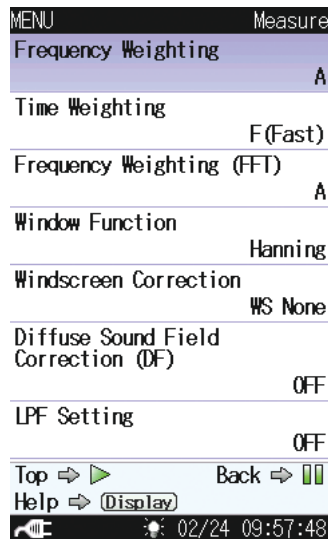 MENU Measure
Frequency Weighting
A
Time Weighting
F(Fast)
Frequency Weighting (FFT)
A
Window Function
Hanning
Windscreen Correction
WS None
Diffuse Sound Field
Correction (DF)
OFF
LPF Setting
OFF
Top ⇨ ▷ Back ⇨ ▯▯
Help ⇨ (Display)
02/24 09:57:48